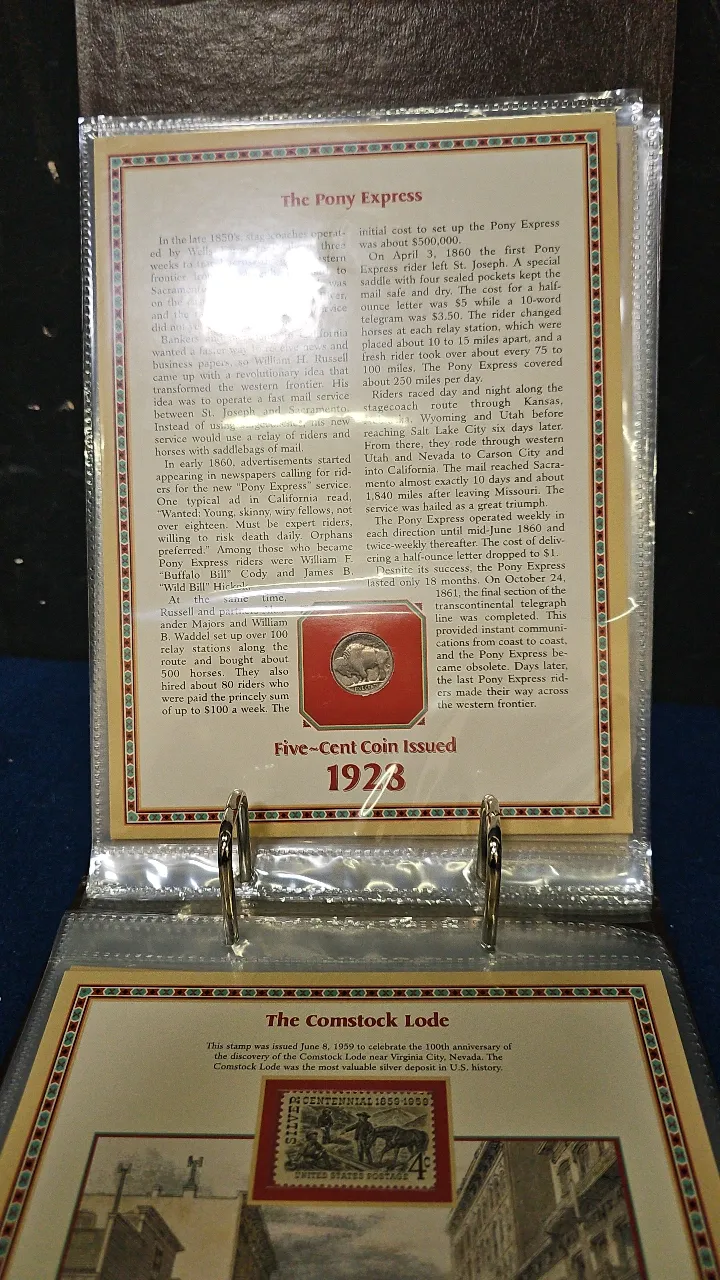 The Pony Express
In the late 1850's, stagecoaches operat-
ed by Well three
weeks to stern
frontier to
Sacramen was
on the
and the service
did no
Bankers ifornia
wanted a faster news and
business papers, so William H. Russell
came up with a revolutionary idea that
transformed the western frontier. His
idea was to operate a fast mail service
between St. Joseph and Sacramento.
Instead of using his new
service would use a relay of riders and
horses with saddlebags of mail.
In early 1860, advertisements started
appearing in newspapers calling for rid-
ers for the new "Pony Express" service.
One typical ad in California read,
"Wanted: Young, skinny, wiry fellows, not
over eighteen. Must be expert riders,
willing to risk death daily. Orphans
preferred." Among those who became
Pony Express riders were William F.
"Buffalo Bill" Cody and James B.
"Wild Bill" Hickok.
At the same time,
Russell and partners Alex-
ander Majors and William
B. Waddel set up over 100
relay stations along the
route and bought about
500 horses. They also
hired about 80 riders who
were paid the princely sum
of up to $100 a week. The
initial cost to set up the Pony Express
was about $500,000.
On April 3, 1860 the first Pony
Express rider left St. Joseph. A special
saddle with four sealed pockets kept the
mail safe and dry. The cost for a half-
ounce letter was $5 while a 10-word
telegram was $3.50. The rider changed
horses at each relay station, which were
placed about 10 to 15 miles apart, and a
fresh rider took over about every 75 to
100 miles. The Pony Express covered
about 250 miles per day.
Riders raced day and night along the
stagecoach route through Kansas,
Nebraska, Wyoming and Utah before
reaching Salt Lake City six days later.
From there, they rode through western
Utah and Nevada to Carson City and
into California. The mail reached Sacra-
mento almost exactly 10 days and about
1,840 miles after leaving Missouri. The
service was hailed as a great triumph.
The Pony Express operated weekly in
each direction until mid-June 1860 and
twice-weekly thereafter. The cost of deliv-
ering a half-ounce letter dropped to $1.
Despite its success, the Pony Express
lasted only 18 months. On October 24,
1861, the final section of the
transcontinental telegraph
line was completed. This
provided instant communi-
cations from coast to coast,
and the Pony Express be-
came obsolete. Days later,
the last Pony Express rid-
ers made their way across
the western frontier.
Five~Cent Coin Issued
1928
The Comstock Lode
This stamp was issued June 8, 1959 to celebrate the 100th anniversary of
the discovery of the Comstock Lode near Virginia City, Nevada. The
Comstock Lode was the most valuable silver deposit in U.S. history.
SILVER CENTENNIAL 1859-1959
4¢
UNITED STATES POSTAGE